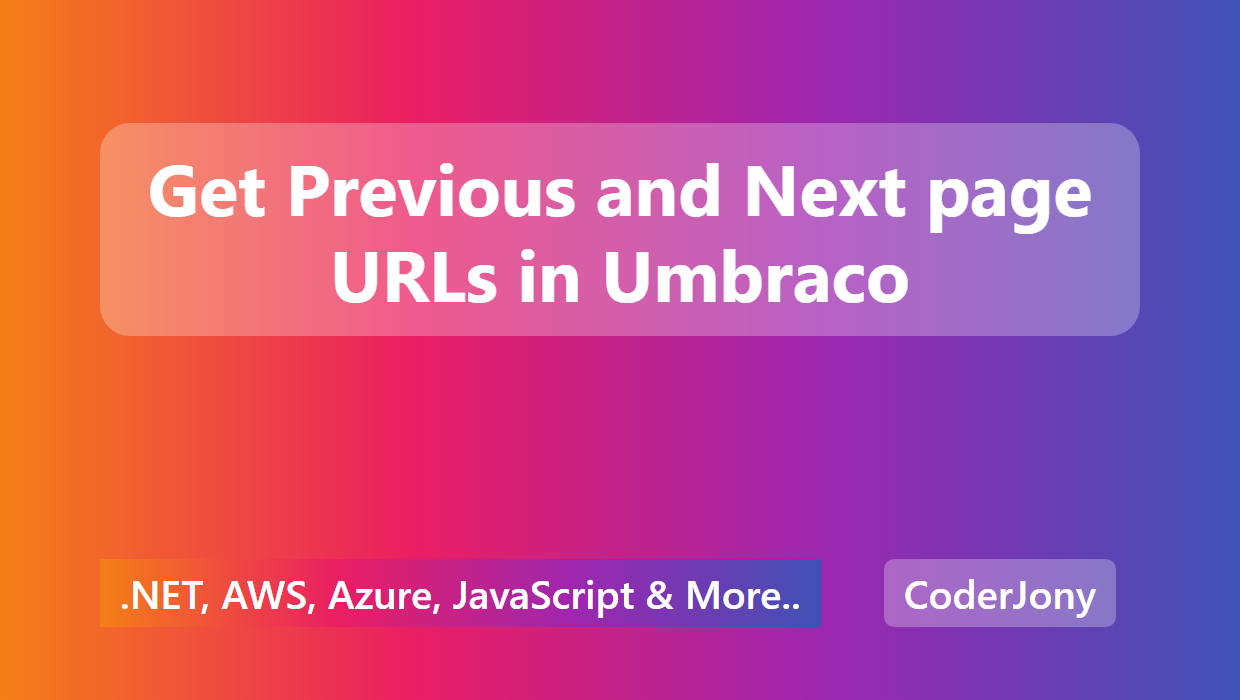 Get Previous and Next page
URLs in Umbraco
.NET, AWS, Azure, JavaScript & More..
CoderJony